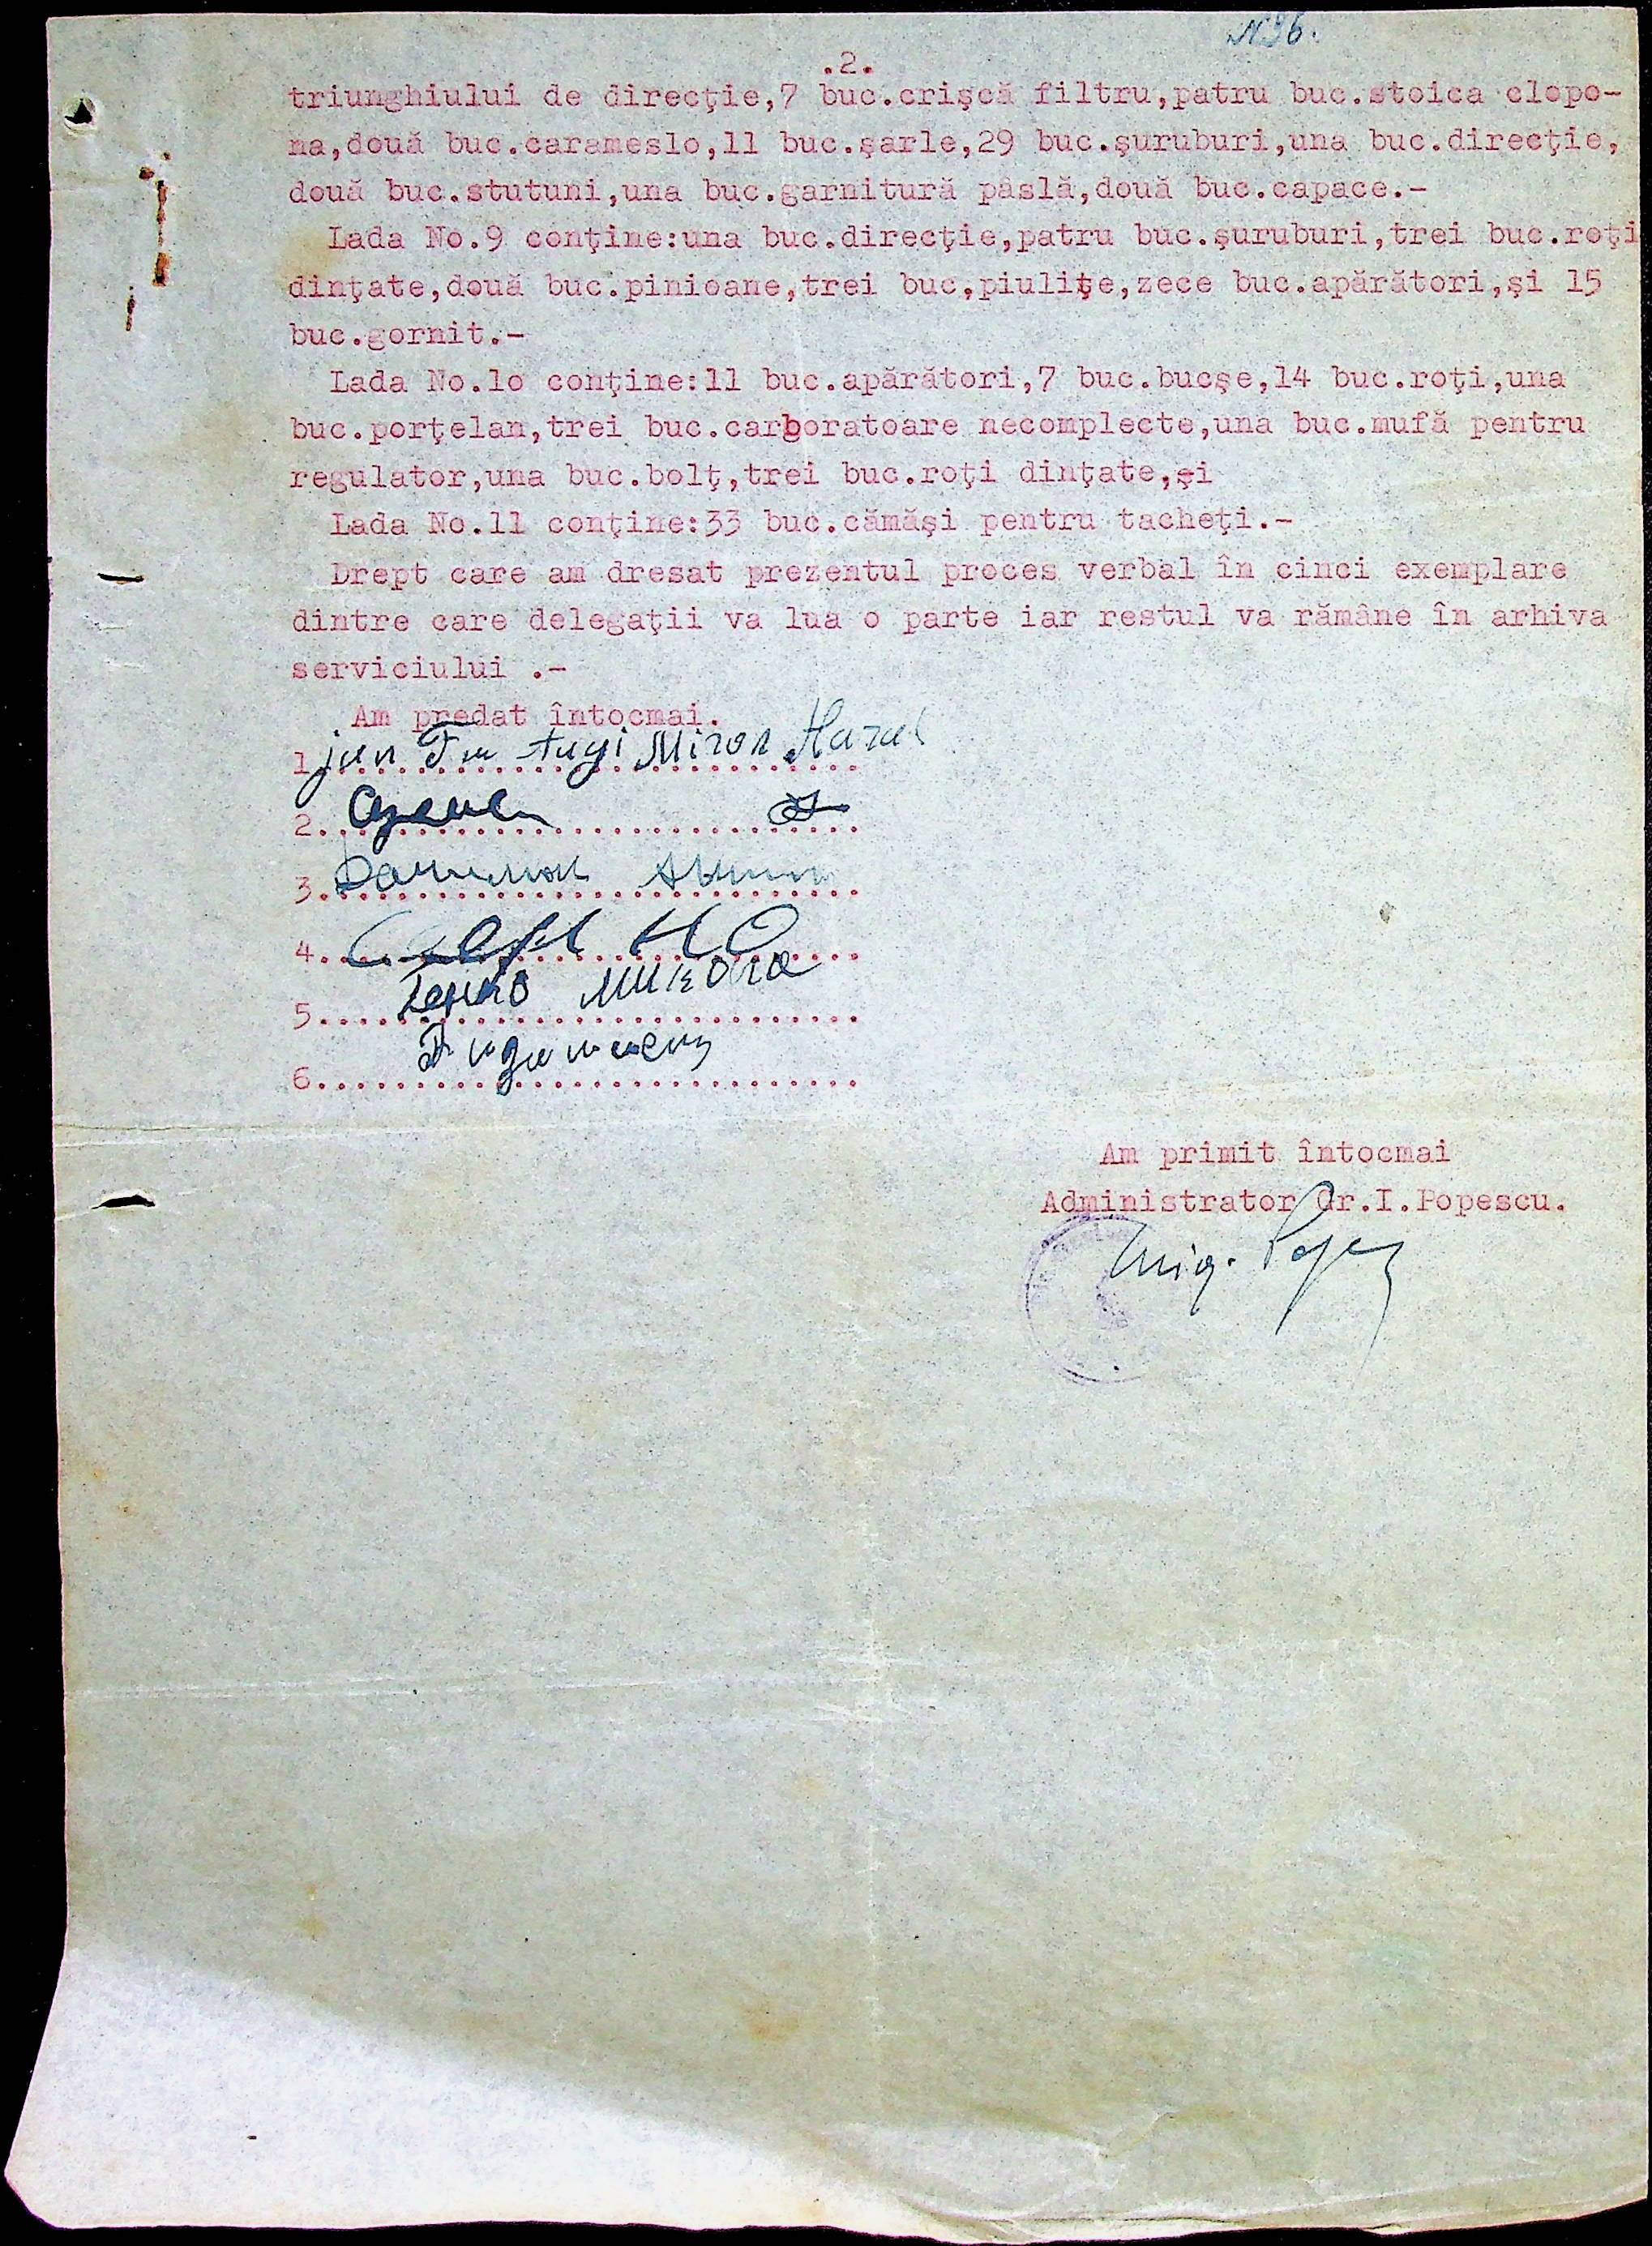 №96.
.2.
triunghiului de direcţie,7 buc.crişcă filtru,patru buc.stoica clopo-
na,două buc.carameslo,11 buc.şarle,29 buc.şuruburi,una buc.direcţie,
două buc.stutuni,una buc.garnitură pâslă,două buc.capace.-
Lada No.9 conţine:una buc.direcţie,patru buc.şuruburi,trei buc.roţi
dinţate,două buc.pinioane,trei buc,piuliţe,zece buc.apărători,şi 15
buc.gornit.-
Lada No.1o conţine:11 buc.apărători,7 buc.bucşe,14 buc.roţi,una
buc.porţelan,trei buc.carboratoare necomplecte,una buc.mufă pentru
regulator,una buc.bolţ,trei buc.roţi dinţate,şi
Lada No.11 conţine:33 buc.cămăşi pentru tacheţi.-
Drept care am dresat prezentul proces verbal în cinci exemplare
dintre care delegaţii va lua o parte iar restul va rămâne în arhiva
serviciului .-
Am predat întocmai.
1. Miron
2.
3.
4.
5. Микола
6.
Am primit întocmai
Administrator Gr.I.Popescu.